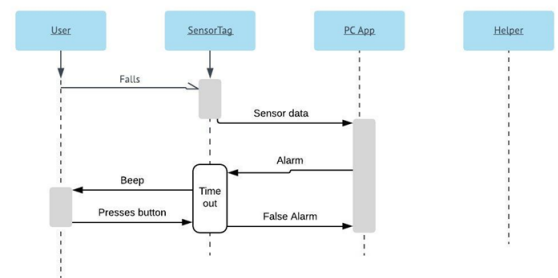 User
SensorTag
PC App
Helper
Falls
Sensor data
Alarm
Beep
Time
out
Presses button
False Alarm